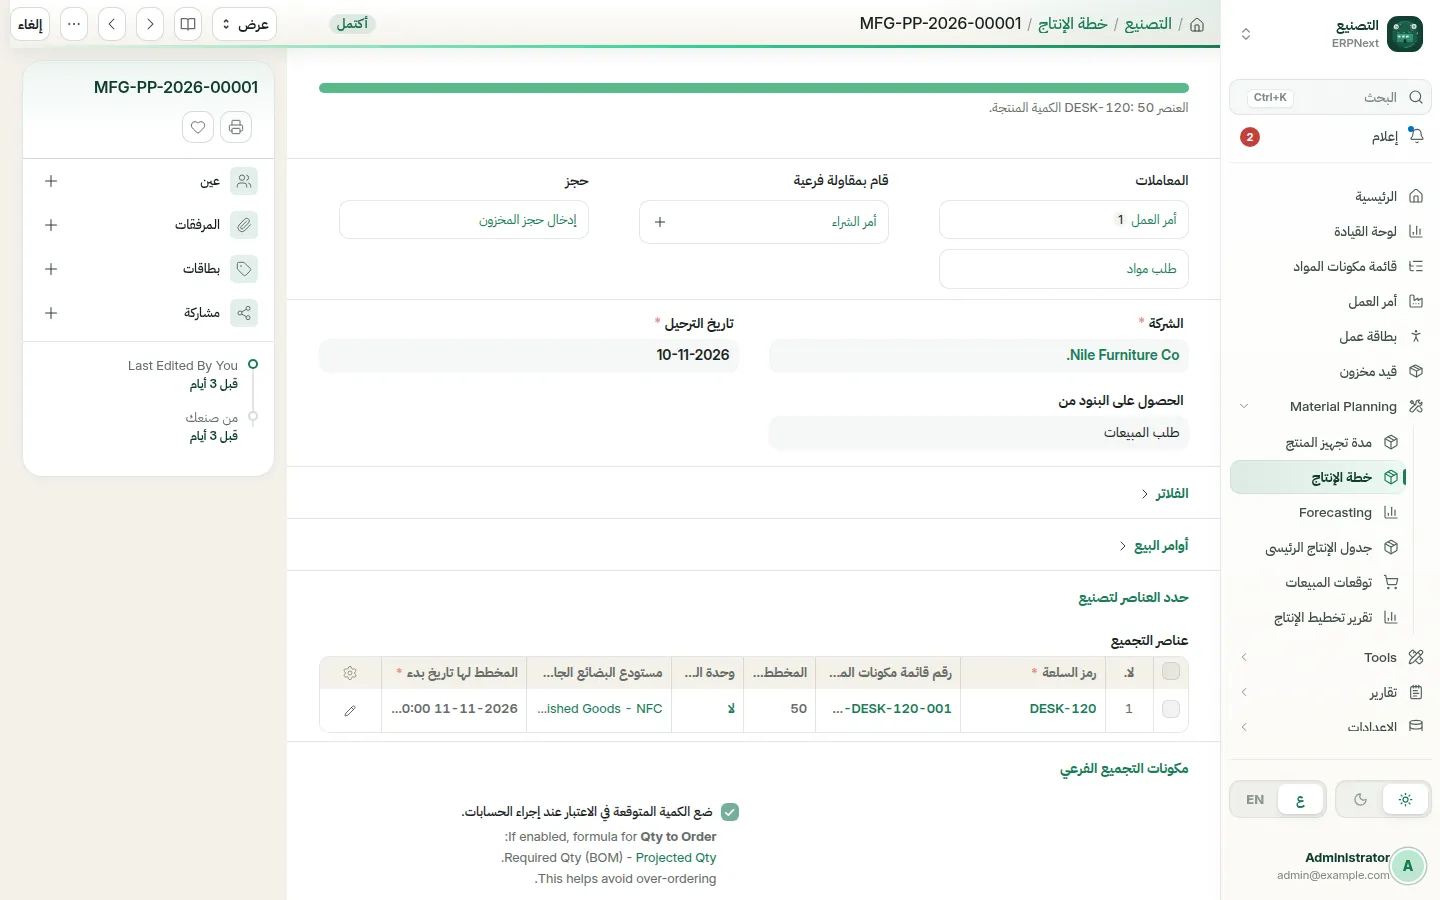 التصنيع
ERPNext
البحث
Ctrl+K
إعلام
2
الرئيسية
لوحة القيادة
قائمة مكونات المواد
أمر العمل
بطاقة عمل
قيد مخزون
Material Planning
مدة تجهيز المنتج
خطة الإنتاج
Forecasting
جدول الإنتاج الرئيسى
توقعات المبيعات
تقرير تخطيط الإنتاج
Tools
تقارير
الاعدادات
ع
EN
Administrator
admin@example.com
A
التصنيع / خطة الإنتاج / MFG-PP-2026-00001
أكتمل
عرض
إلغاء
العنصر DESK-120: 50 الكمية المنتجة.
المعاملات
أمر العمل 1
طلب مواد
قام بمقاولة فرعية
أمر الشراء
حجز
إدخال حجز المخزون
الشركة *
Nile Furniture Co.
تاريخ الترحيل *
10-11-2026
الحصول على البنود من
طلب المبيعات
الفلاتر
أوامر البيع
حدد العناصر لتصنيع
عناصر التجميع
لا. رمز السلعة * رقم قائمة مكونات المـ... المخطط... وحدة الـ... مستودع البضائع الجا... المخطط لها تاريخ بدء *
1 DESK-120 ...-DESK-120-001 50 لا ...ished Goods - NFC 11-11-2026 0:00...
مكونات التجميع الفرعي
ضع الكمية المتوقعة في الاعتبار عند إجراء الحسابات.
If enabled, formula for Qty to Order:
Required Qty (BOM) - Projected Qty.
This helps avoid over-ordering.
MFG-PP-2026-00001
عين
المرفقات
بطاقات
مشاركة
Last Edited By You
قبل 3 أيام
من صنعك
قبل 3 أيام